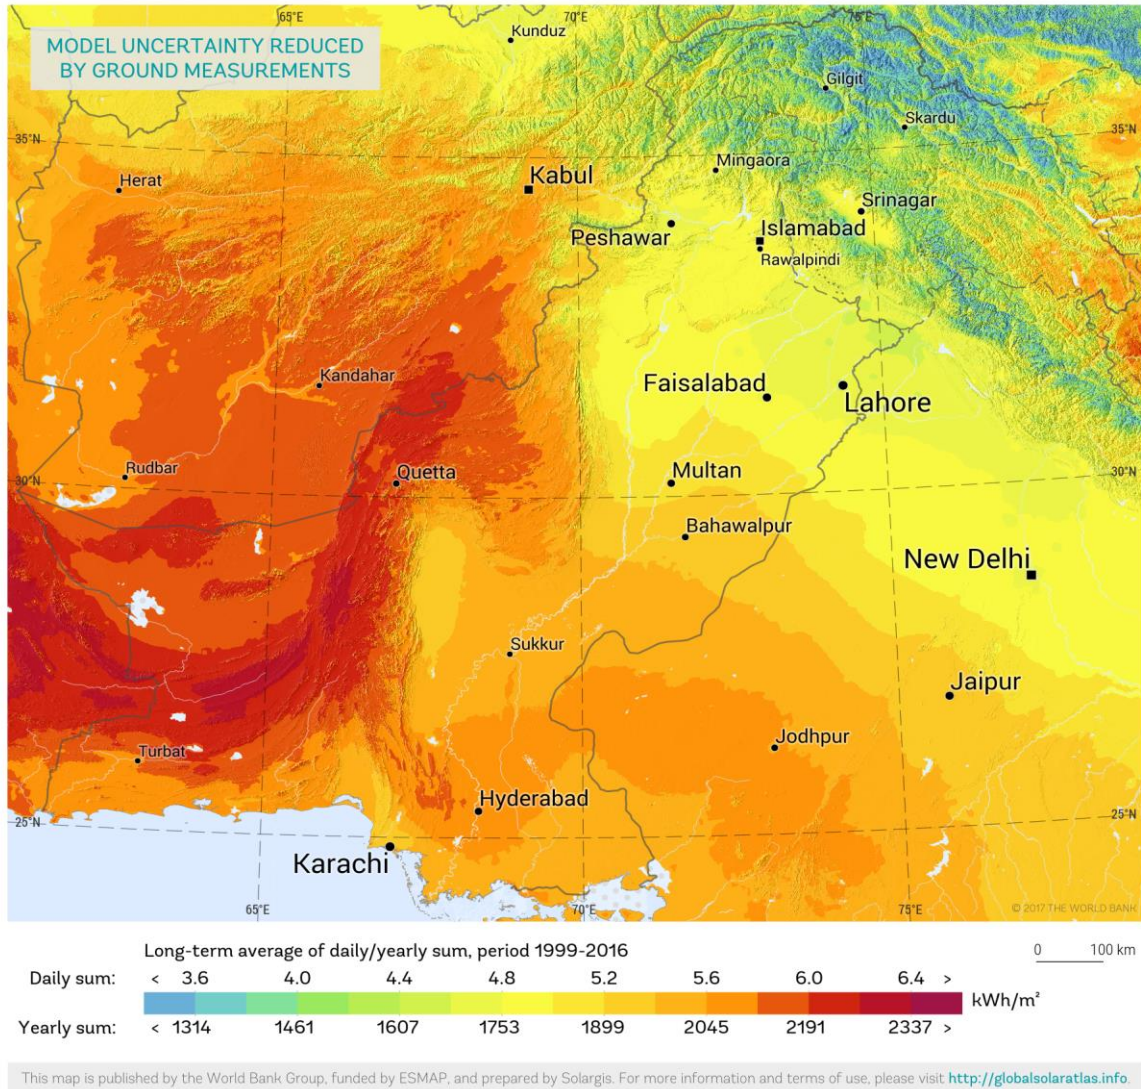 65°E
70°E
75°E
MODEL UNCERTAINTY REDUCED
BY GROUND MEASUREMENTS
Kunduz
Gilgit
Skardu
35°N
35°N
Mingaora
Herat
Kabul
Srinagar
Peshawar
Islamabad
Rawalpindi
Kandahar
Faisalabad
Lahore
Rudbar
30°N
Quetta
Multan
30°N
Bahawalpur
New Delhi
Sukkur
Jaipur
Turbat
Jodhpur
Hyderabad
25°N
25°N
Karachi
65°E
70°E
75°E
© 2017 THE WORLD BANK
Long-term average of daily/yearly sum, period 1999-2016
0 100 km
Daily sum: < 3.6 4.0 4.4 4.8 5.2 5.6 6.0 6.4 >
kWh/m²
Yearly sum: < 1314 1461 1607 1753 1899 2045 2191 2337 >
This map is published by the World Bank Group, funded by ESMAP, and prepared by Solargis. For more information and terms of use, please visit http://globalsolaratlas.info